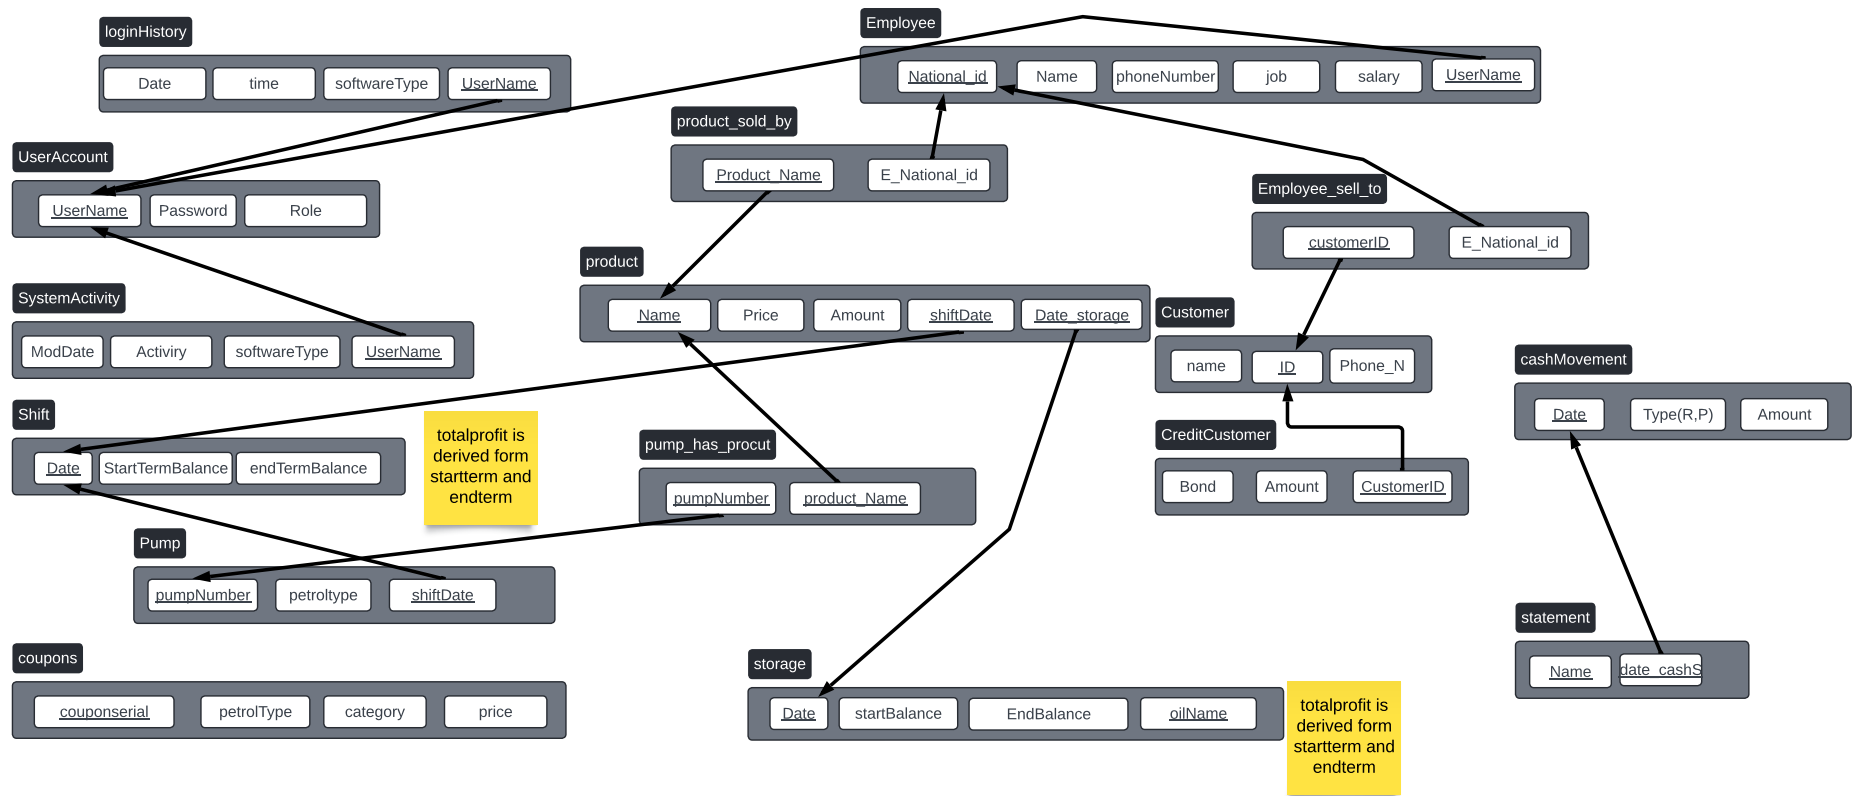 loginHistory
Date time softwareType UserName
Employee
National_id Name phoneNumber job salary UserName
product_sold_by
Product_Name E_National_id
UserAccount
UserName Password Role
Employee_sell_to
customerID E_National_id
product
Name Price Amount shiftDate Date_storage
SystemActivity
ModDate Activiry softwareType UserName
Customer
name ID Phone_N
cashMovement
Date Type(R,P) Amount
Shift
Date StartTermBalance endTermBalance
totalprofit is
derived form
startterm and
endterm
pump_has_procut
pumpNumber product_Name
CreditCustomer
Bond Amount CustomerID
Pump
pumpNumber petroltype shiftDate
statement
Name date_cashS
coupons
couponserial petrolType category price
storage
Date startBalance EndBalance oilName
totalprofit is
derived form
startterm and
endterm